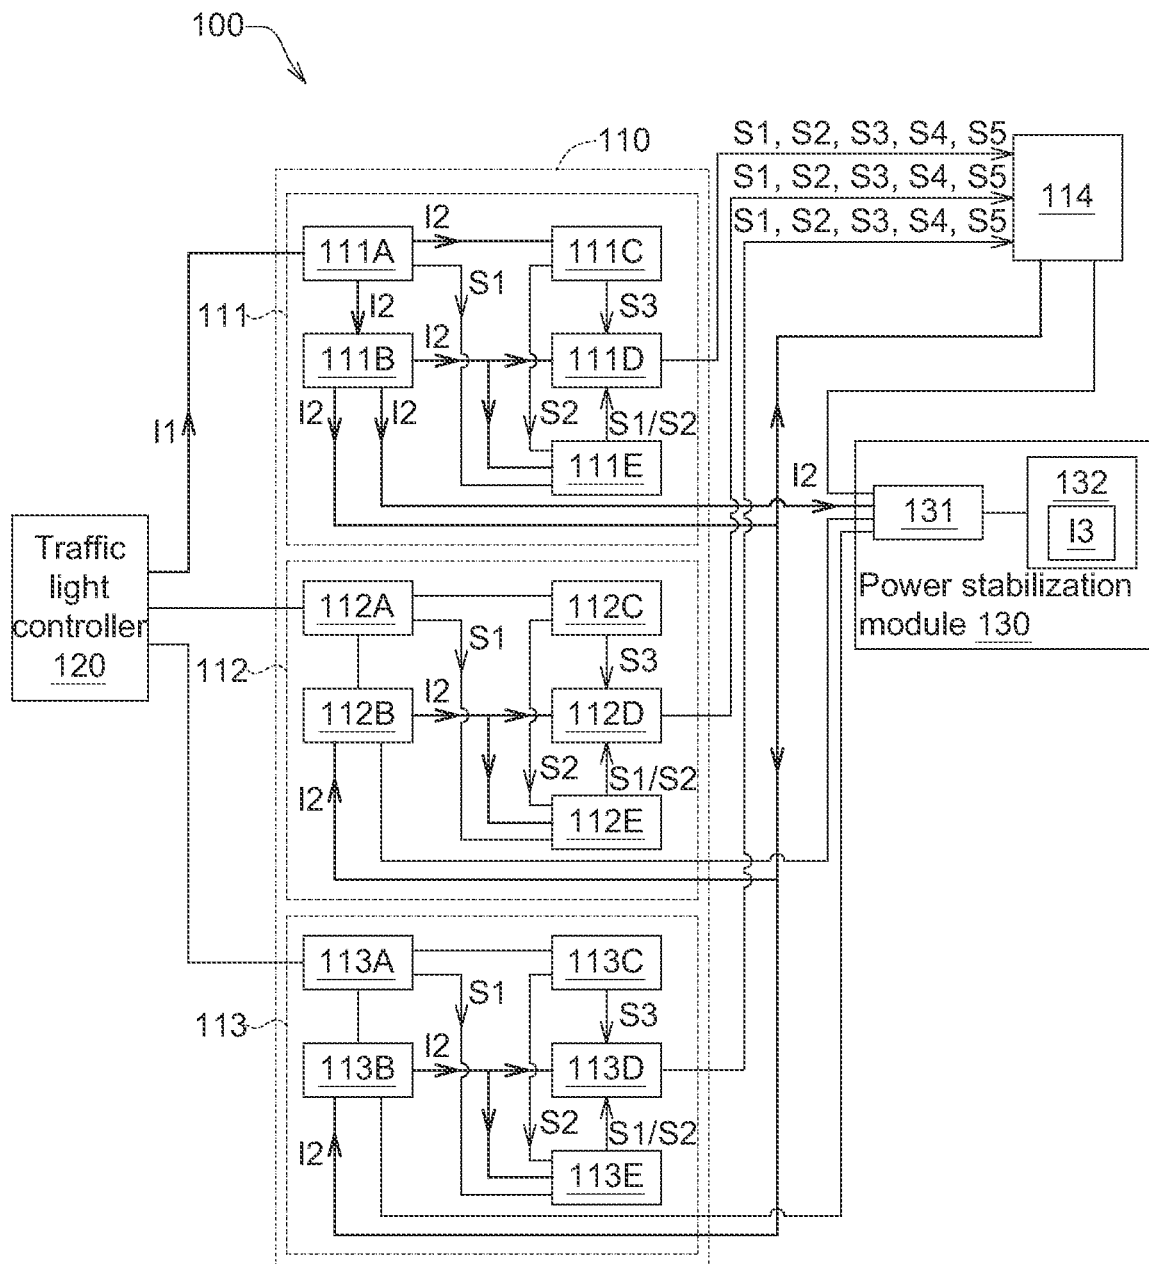 100
110
S1, S2, S3, S4, S5
S1, S2, S3, S4, S5
S1, S2, S3, S4, S5
114
111
111A
I2
111C
S1
I2
S3
111B
I2
111D
I2
I2
S2
S1/S2
111E
I1
I2
131
132
I3
Power stabilization
module 130
Traffic
light
controller
120
112
112A
112C
S1
S3
112B
I2
112D
I2
S2
S1/S2
112E
113
113A
113C
S1
S3
113B
I2
113D
I2
S2
S1/S2
113E